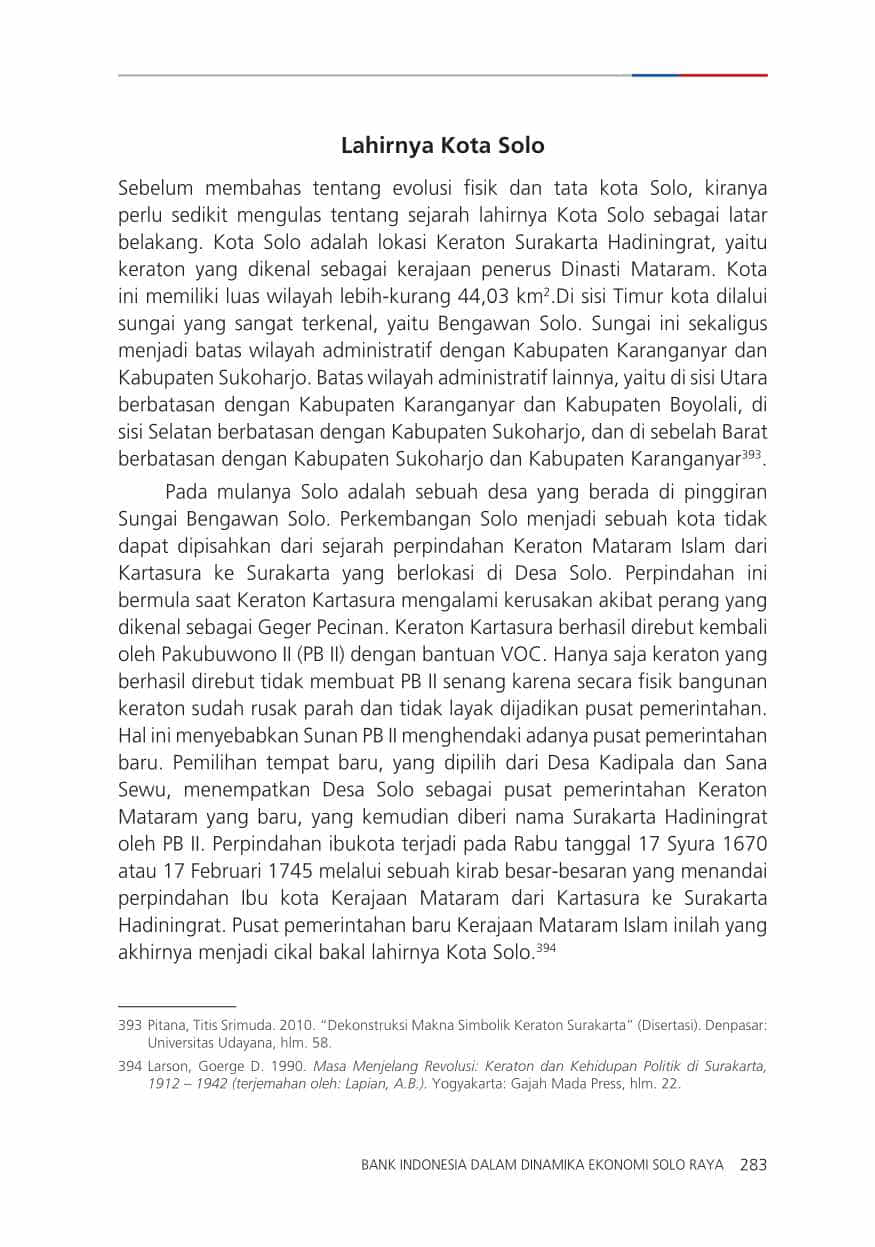 Lahirnya Kota Solo
Sebelum membahas tentang evolusi fisik dan tata kota Solo, kiranya
perlu sedikit mengulas tentang sejarah lahirnya Kota Solo sebagai latar
belakang. Kota Solo adalah lokasi Keraton Surakarta Hadiningrat, yaitu
keraton yang dikenal sebagai kerajaan penerus Dinasti Mataram. Kota
ini memiliki luas wilayah lebih-kurang 44,03 km².Di sisi Timur kota dilalui
sungai yang sangat terkenal, yaitu Bengawan Solo. Sungai ini sekaligus
menjadi batas wilayah administratif dengan Kabupaten Karanganyar dan
Kabupaten Sukoharjo. Batas wilayah administratif lainnya, yaitu di sisi Utara
berbatasan dengan Kabupaten Karanganyar dan Kabupaten Boyolali, di
sisi Selatan berbatasan dengan Kabupaten Sukoharjo, dan di sebelah Barat
berbatasan dengan Kabupaten Sukoharjo dan Kabupaten Karanganyar³⁹³.
Pada mulanya Solo adalah sebuah desa yang berada di pinggiran
Sungai Bengawan Solo. Perkembangan Solo menjadi sebuah kota tidak
dapat dipisahkan dari sejarah perpindahan Keraton Mataram Islam dari
Kartasura ke Surakarta yang berlokasi di Desa Solo. Perpindahan ini
bermula saat Keraton Kartasura mengalami kerusakan akibat perang yang
dikenal sebagai Geger Pecinan. Keraton Kartasura berhasil direbut kembali
oleh Pakubuwono II (PB II) dengan bantuan VOC. Hanya saja keraton yang
berhasil direbut tidak membuat PB II senang karena secara fisik bangunan
keraton sudah rusak parah dan tidak layak dijadikan pusat pemerintahan.
Hal ini menyebabkan Sunan PB II menghendaki adanya pusat pemerintahan
baru. Pemilihan tempat baru, yang dipilih dari Desa Kadipala dan Sana
Sewu, menempatkan Desa Solo sebagai pusat pemerintahan Keraton
Mataram yang baru, yang kemudian diberi nama Surakarta Hadiningrat
oleh PB II. Perpindahan ibukota terjadi pada Rabu tanggal 17 Syura 1670
atau 17 Februari 1745 melalui sebuah kirab besar-besaran yang menandai
perpindahan Ibu kota Kerajaan Mataram dari Kartasura ke Surakarta
Hadiningrat. Pusat pemerintahan baru Kerajaan Mataram Islam inilah yang
akhirnya menjadi cikal bakal lahirnya Kota Solo.³⁹⁴
393 Pitana, Titis Srimuda. 2010. “Dekonstruksi Makna Simbolik Keraton Surakarta” (Disertasi). Denpasar:
Universitas Udayana, hlm. 58.
394 Larson, Goerge D. 1990. Masa Menjelang Revolusi: Keraton dan Kehidupan Politik di Surakarta,
1912 – 1942 (terjemahan oleh: Lapian, A.B.). Yogyakarta: Gajah Mada Press, hlm. 22.
BANK INDONESIA DALAM DINAMIKA EKONOMI SOLO RAYA 283